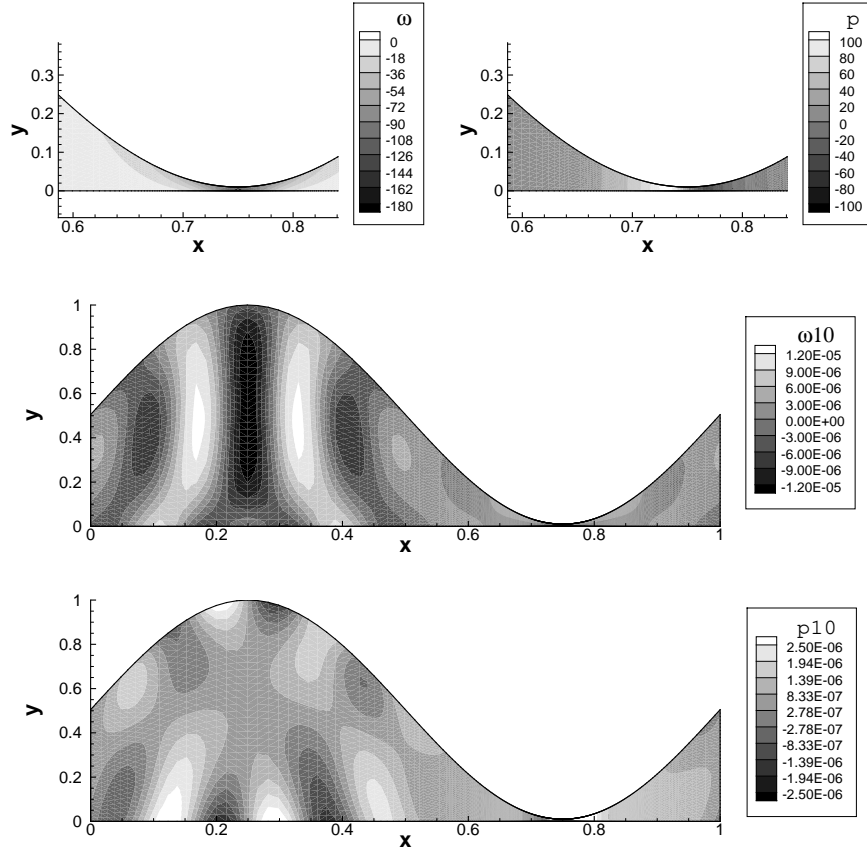 ω
0
-18
-36
-54
-72
-90
-108
-126
-144
-162
-180
y
0.3
0.2
0.1
0
0.6 0.7 0.8
x
p
100
80
60
40
20
0
-20
-40
-60
-80
-100
y
0.3
0.2
0.1
0
0.6 0.7 0.8
x
ω10
1.20E-05
9.00E-06
6.00E-06
3.00E-06
0.00E+00
-3.00E-06
-6.00E-06
-9.00E-06
-1.20E-05
y
1
0.8
0.6
0.4
0.2
0
0 0.2 0.4 0.6 0.8 1
x
p10
2.50E-06
1.94E-06
1.39E-06
8.33E-07
2.78E-07
-2.78E-07
-8.33E-07
-1.39E-06
-1.94E-06
-2.50E-06
y
1
0.8
0.6
0.4
0.2
0
0 0.2 0.4 0.6 0.8 1
x